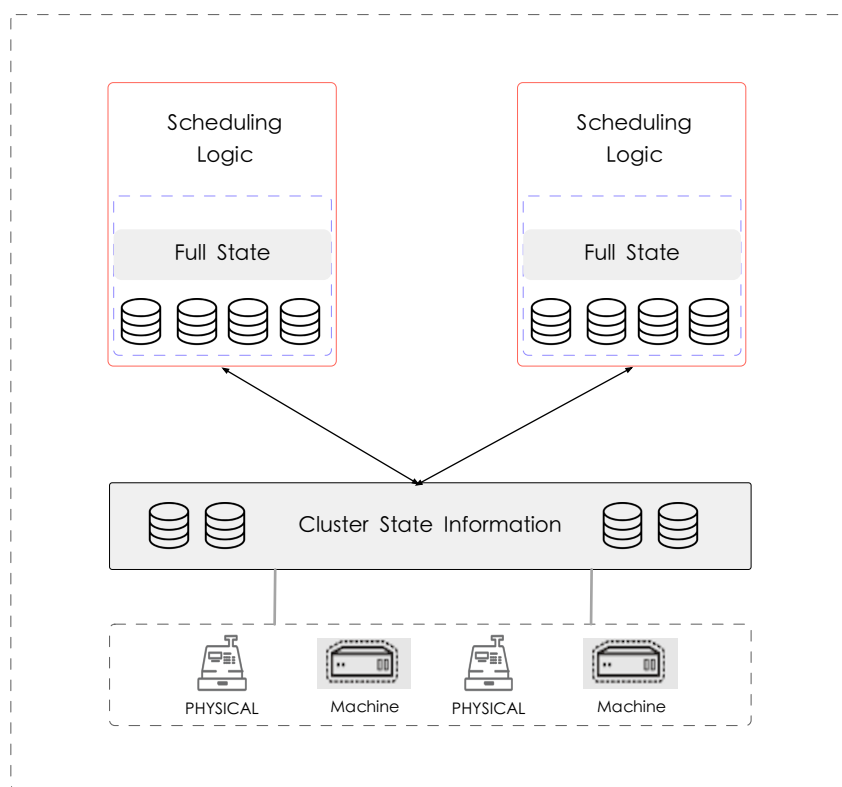 Scheduling
Logic
Full State
Scheduling
Logic
Full State
Cluster State Information
PHYSICAL
Machine
PHYSICAL
Machine